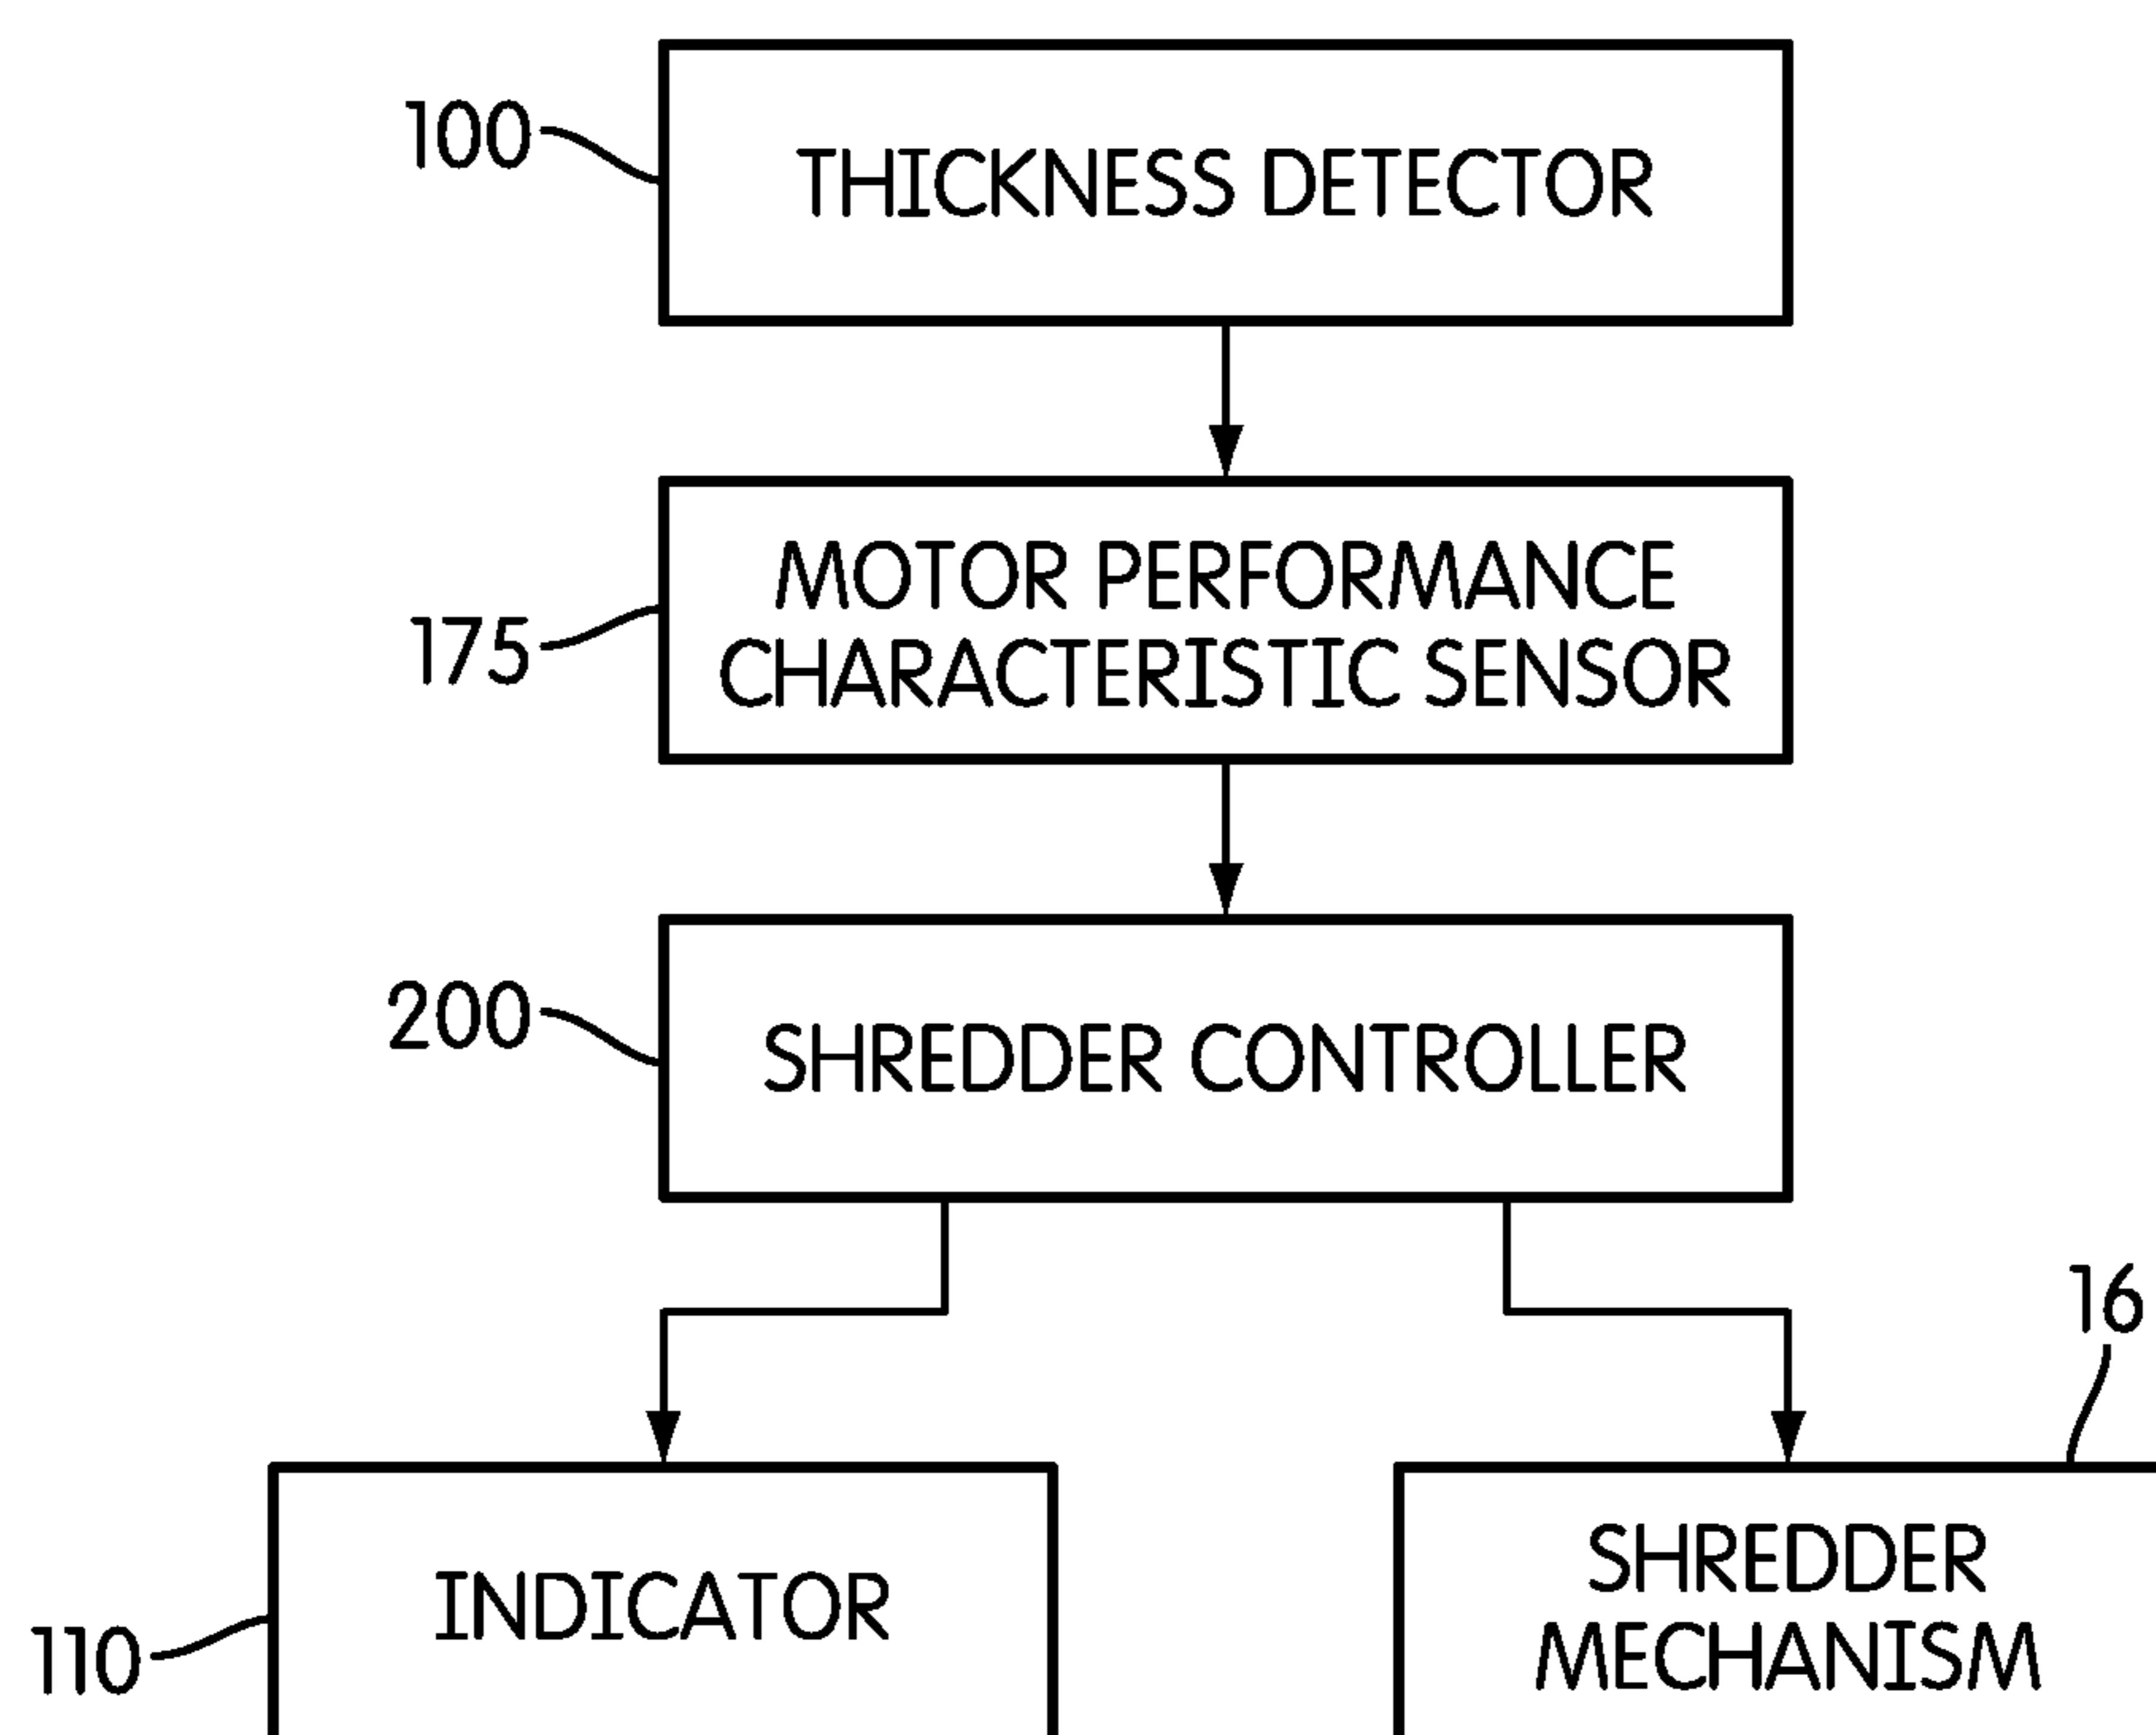 100
THICKNESS DETECTOR
MOTOR PERFORMANCE
CHARACTERISTIC SENSOR
175
200
SHREDDER CONTROLLER
16
INDICATOR
110
SHREDDER
MECHANISM